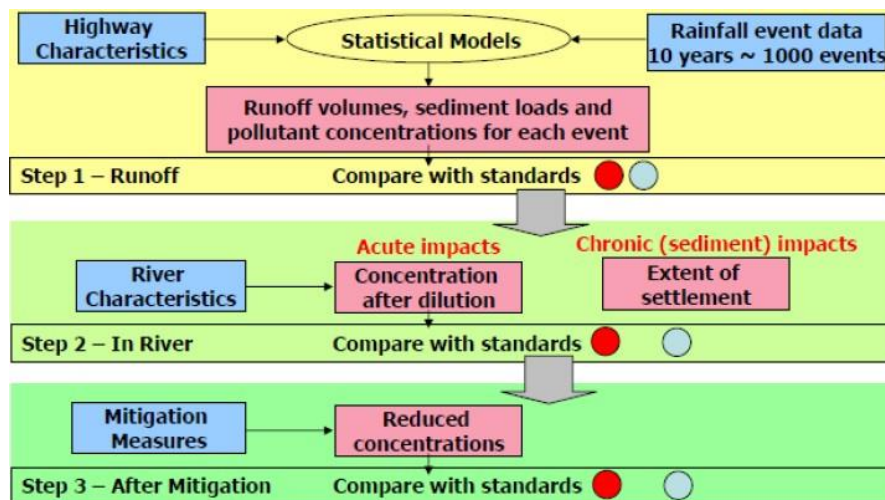 Highway
Characteristics
Statistical Models
Rainfall event data
10 years ~ 1000 events
Runoff volumes, sediment loads and
pollutant concentrations for each event
Step 1 – Runoff
Compare with standards
Acute impacts
Chronic (sediment) impacts
River
Characteristics
Concentration
after dilution
Extent of
settlement
Step 2 – In River
Compare with standards
Mitigation
Measures
Reduced
concentrations
Step 3 – After Mitigation
Compare with standards